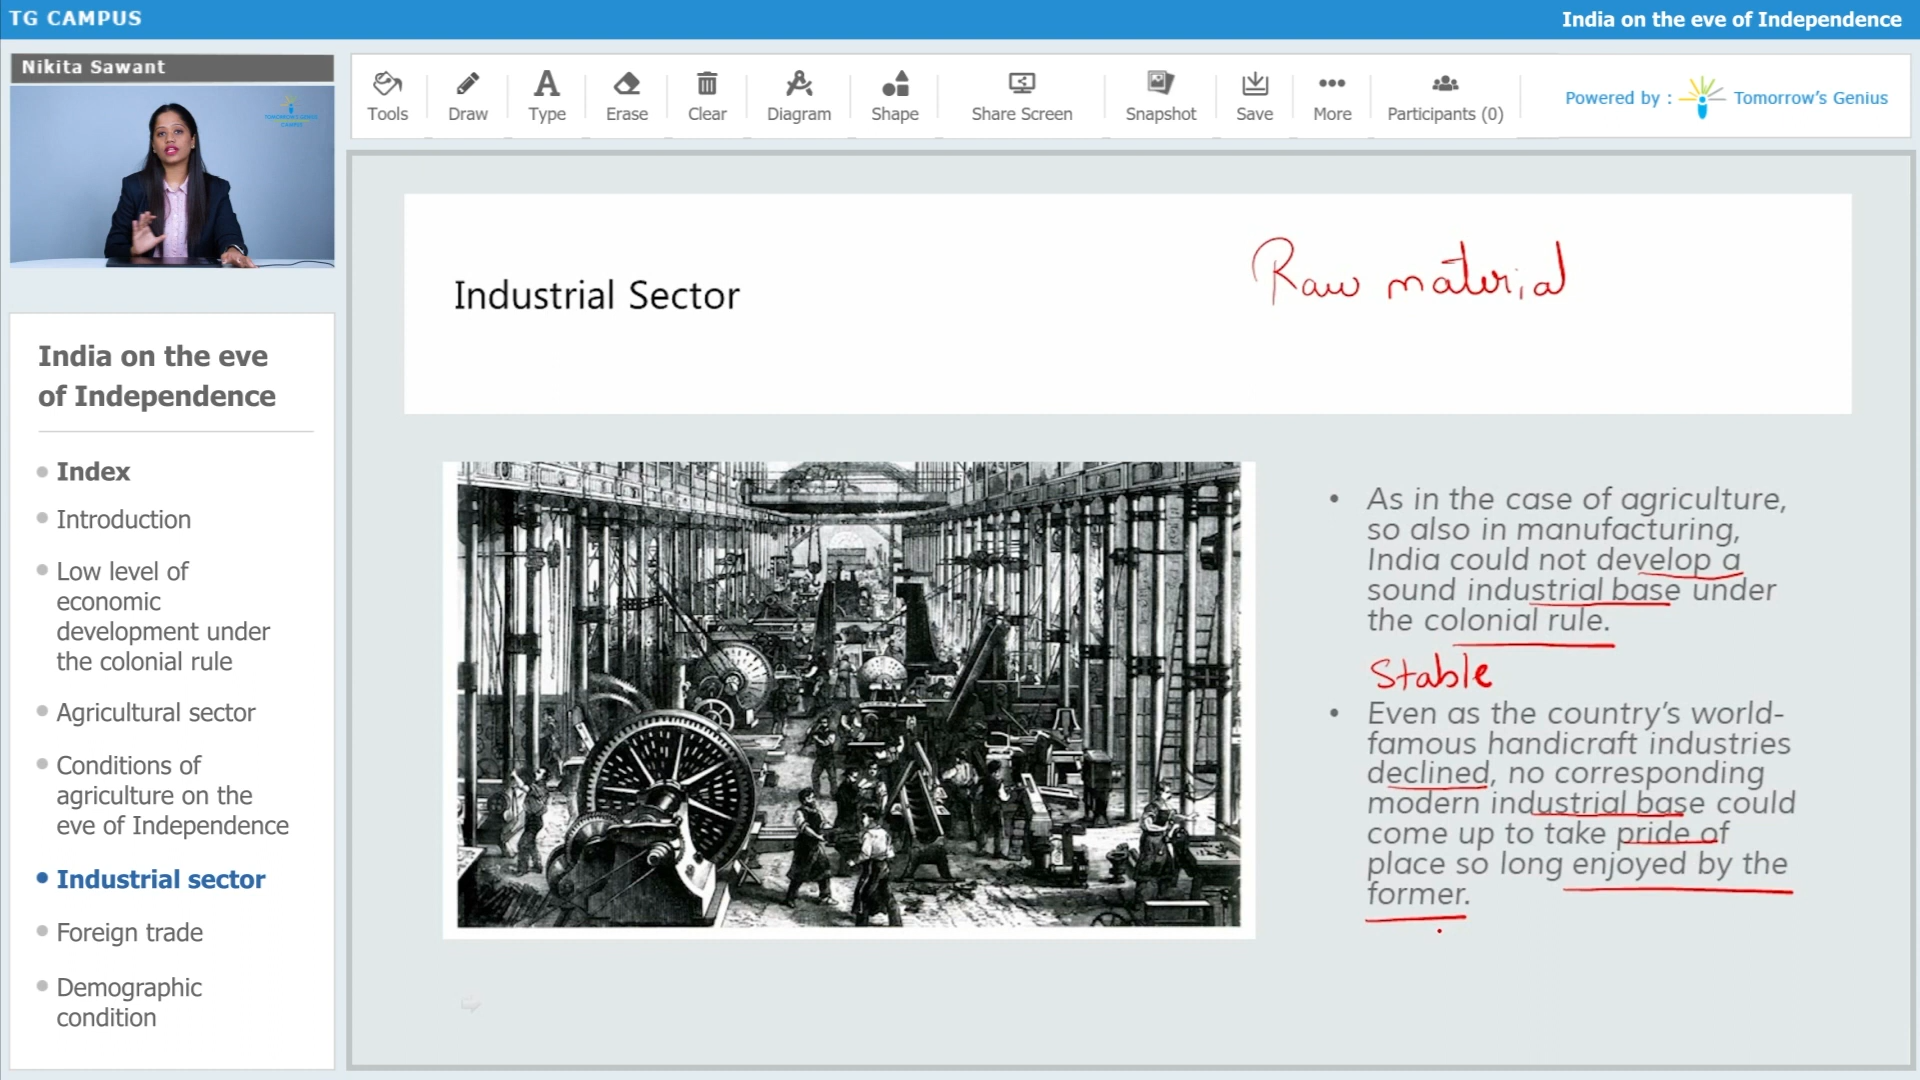 TG CAMPUS
India on the eve of Independence
Nikita Sawant
Tools
Draw
Type
Erase
Clear
Diagram
Shape
Share Screen
Snapshot
Save
More
Participants (0)
Powered by :
Tomorrow's Genius
India on the eve
of Independence
Index
Introduction
Low level of
economic
development under
the colonial rule
Agricultural sector
Conditions of
agriculture on the
eve of Independence
Industrial sector
Foreign trade
Demographic
condition
Industrial Sector
Raw material
• As in the case of agriculture,
so also in manufacturing,
India could not develop a
sound industrial base under
the colonial rule.
Stable
• Even as the country's world-
famous handicraft industries
declined, no corresponding
modern industrial base could
come up to take pride of
place so long enjoyed by the
former.